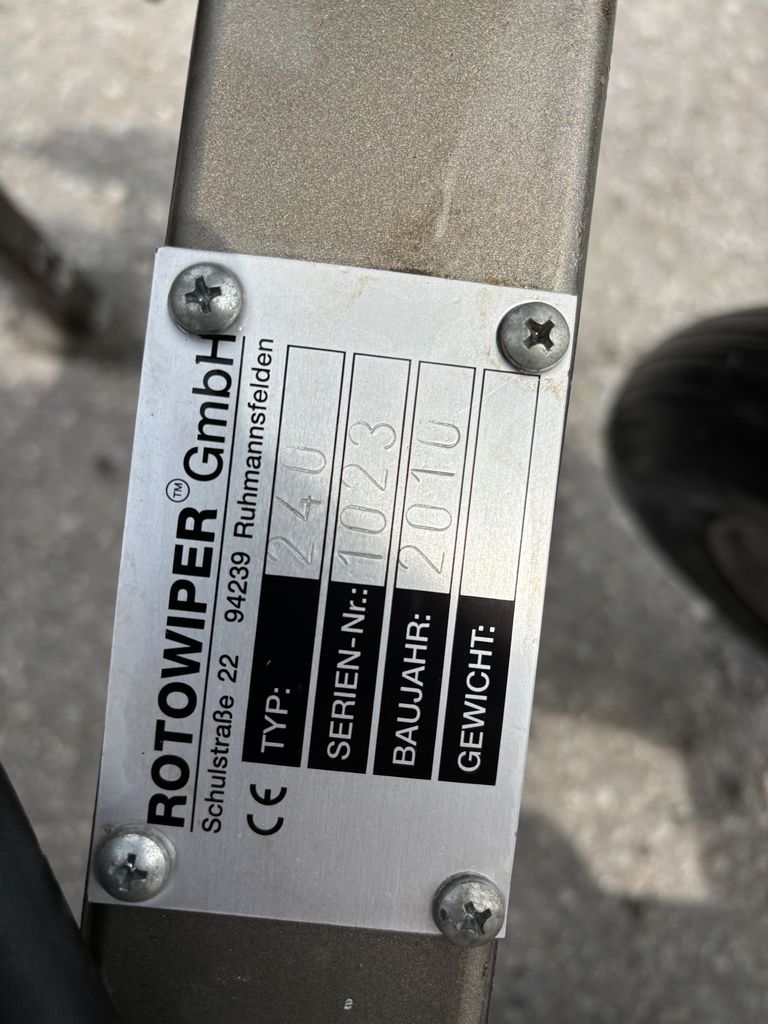 ROTOWIPER™ GmbH
Schulstraße 22 94239 Ruhmannsfelden
CE TYP: 240
SERIEN-Nr.: 1023
BAUJAHR: 2010
GEWICHT: